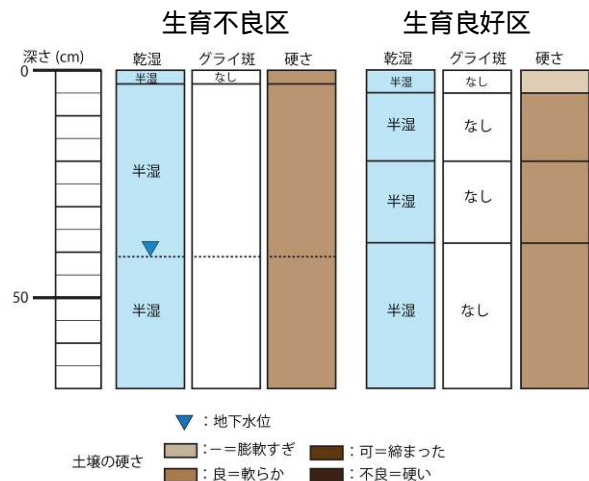 生育不良区 生育良好区
深さ (cm) 乾湿 グライ斑 硬さ 乾湿 グライ斑 硬さ
0 半湿 なし 半湿 なし
半湿 なし
半湿
半湿 なし
50
半湿 半湿 なし
：地下水位
土壌の硬さ
：ー＝膨軟すぎ ：可＝締まった
：良＝軟らか ：不良＝硬い